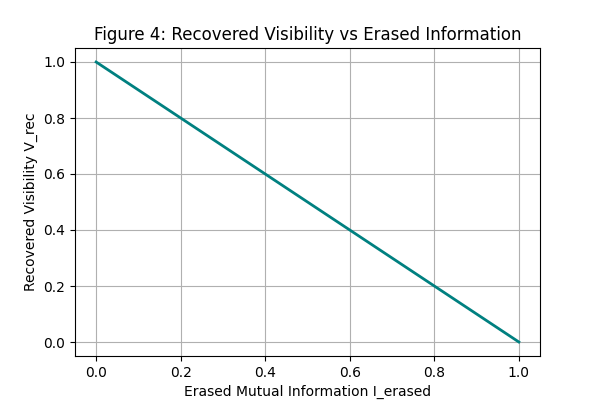 Figure 4: Recovered Visibility vs Erased Information
1.0
0.8
0.6
0.4
0.2
0.0
Recovered Visibility V_rec
0.0 0.2 0.4 0.6 0.8 1.0
Erased Mutual Information I_erased